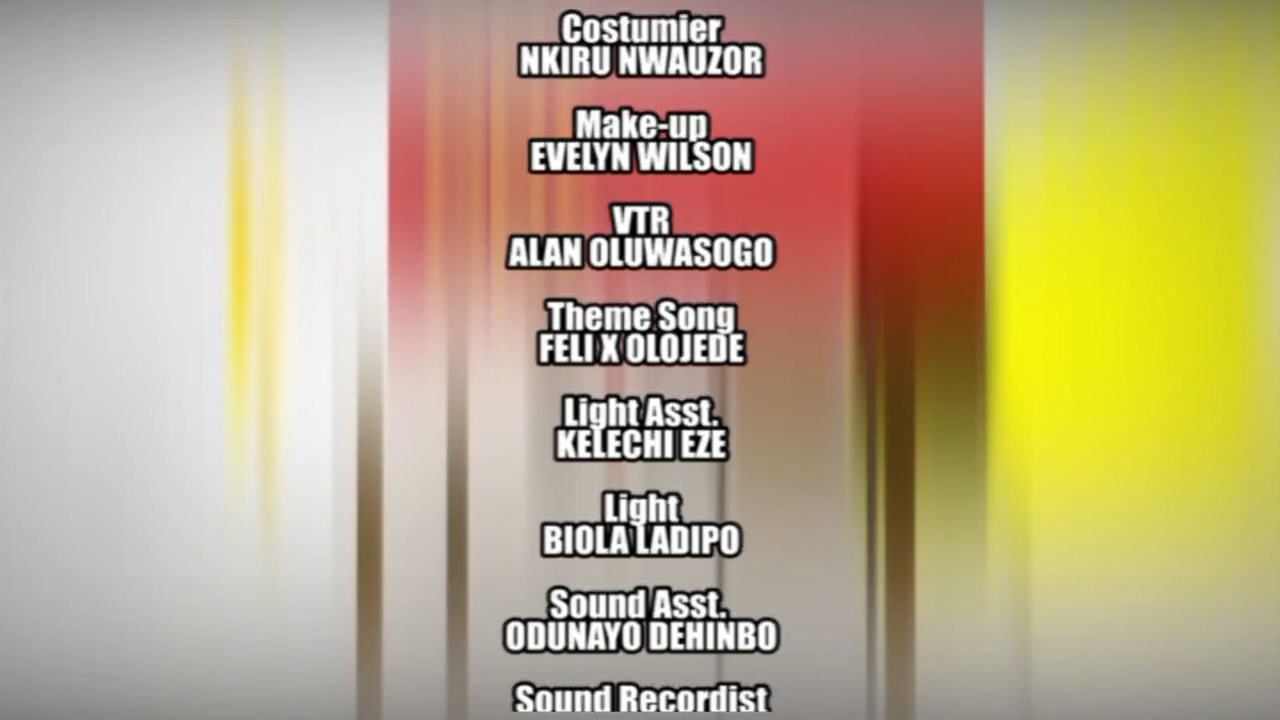 Costumier
NKIRU NWAUZOR
Make-up
EVELYN WILSON
VTR
ALAN OLUWASOGO
Theme Song
FELI X OLOJEDE
Light Asst.
KELECHI EZE
Light
BIOLA LADIPO
Sound Asst.
ODUNAYO DEHINBO
Sound Recordist